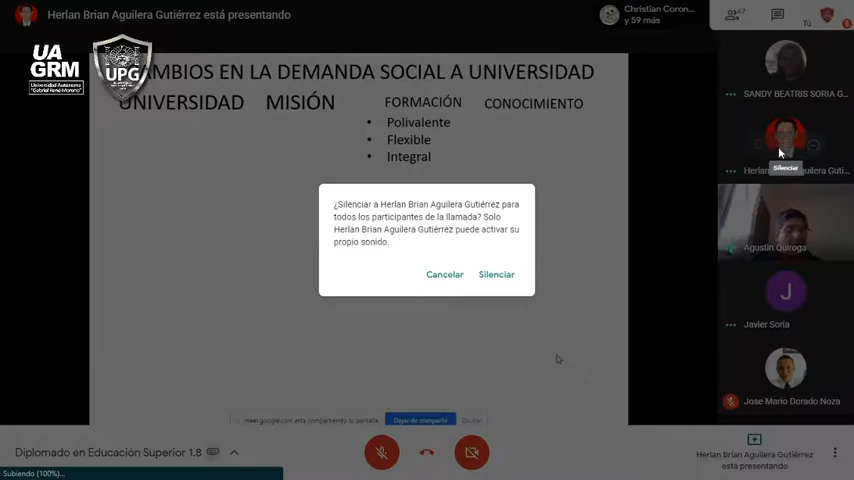 Herlan Brian Aguilera Gutiérrez está presentando
Christian Coron...
y 59 más
67
Tú
UAGRM
Universidad Autónoma
"Gabriel René Moreno"
UPG
AMBIOS EN LA DEMANDA SOCIAL A UNIVERSIDAD
UNIVERSIDAD MISIÓN FORMACIÓN CONOCIMIENTO
• Polivalente
• Flexible
• Integral
SANDY BEATRIS SORIA G...
Silenciar
Herlan Brian Aguilera Guti...
¿Silenciar a Herlan Brian Aguilera Gutiérrez para
todos los participantes de la llamada? Solo
Herlan Brian Aguilera Gutiérrez puede activar su
propio sonido.
Cancelar Silenciar
Agustin Quiroga
J
Javier Soria
Jose Mario Dorado Noza
meet.google.com está compartiendo tu pantalla. Dejar de compartir Ocultar
Diplomado en Educación Superior 1.8
Herlan Brian Aguilera Gutiérrez
está presentando
Subiendo (100%)...